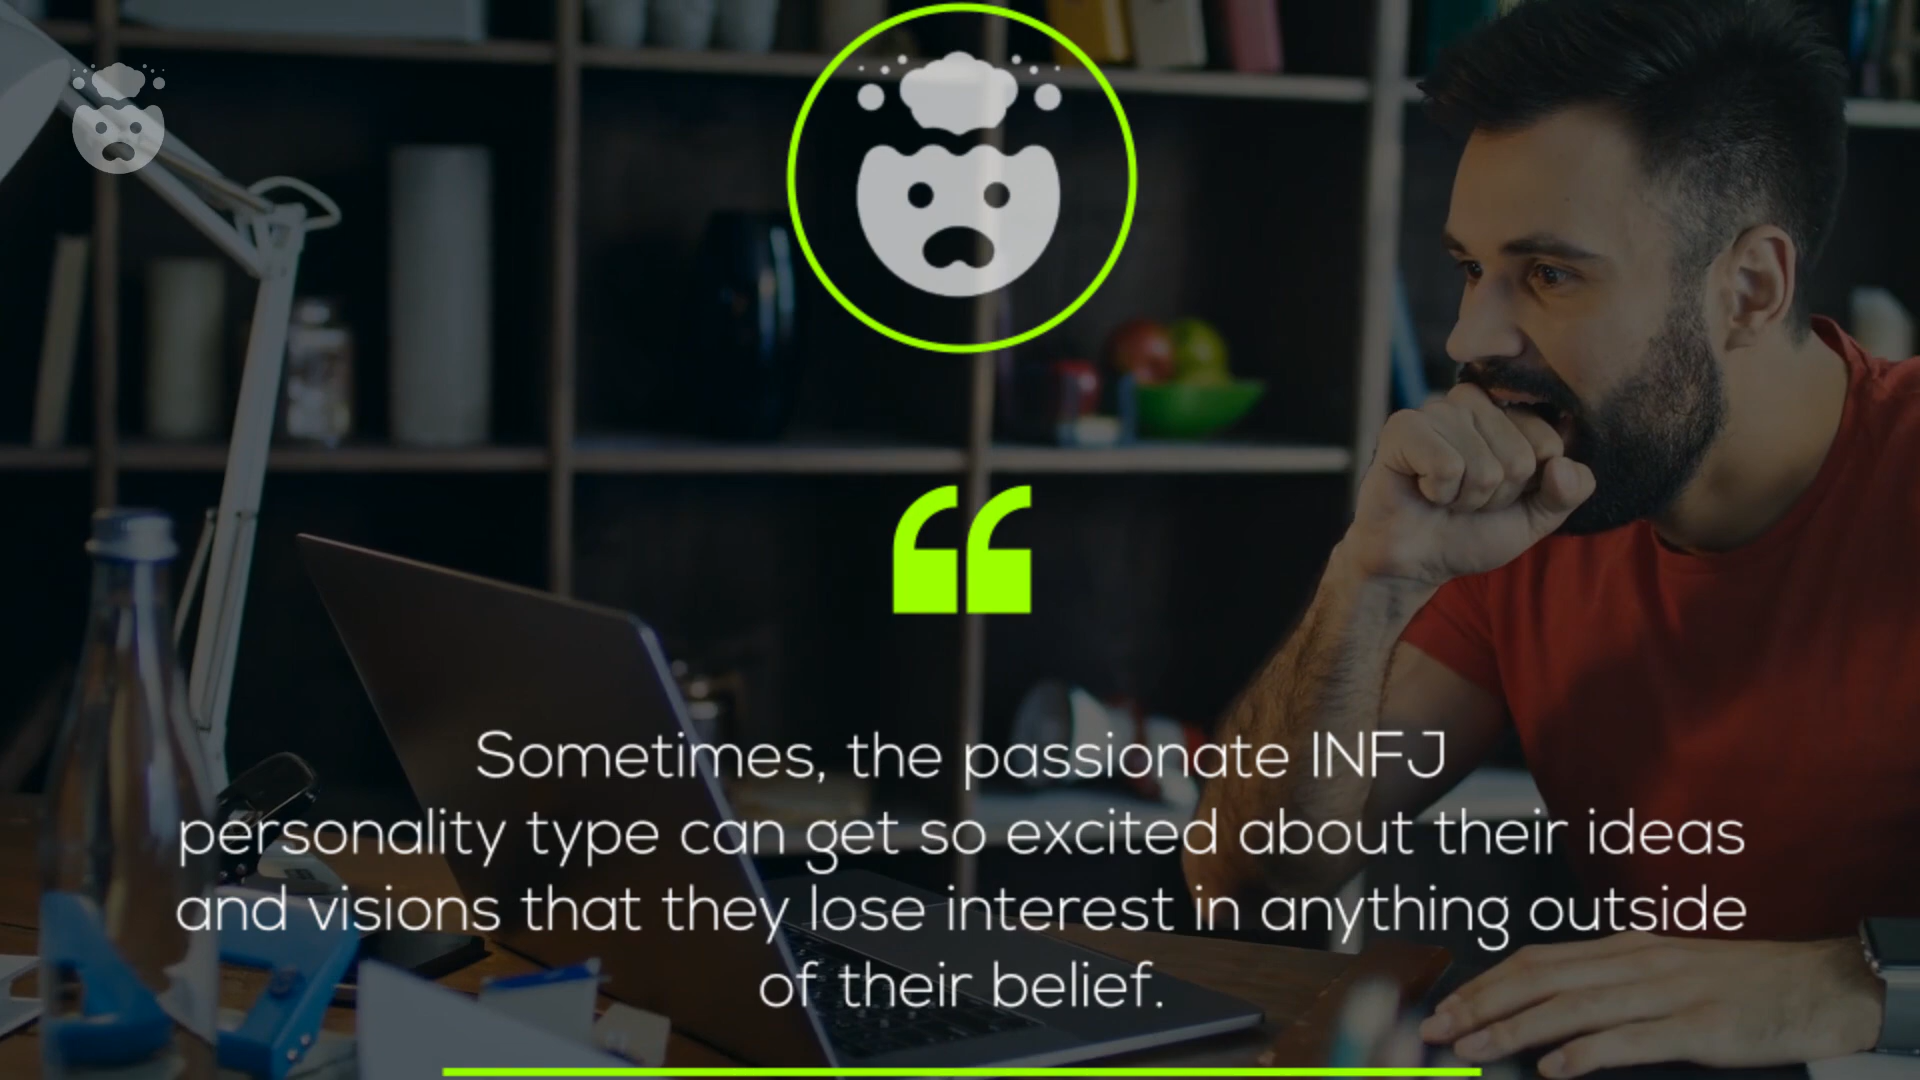 “
Sometimes, the passionate INFJ
personality type can get so excited about their ideas
and visions that they lose interest in anything outside
of their belief.